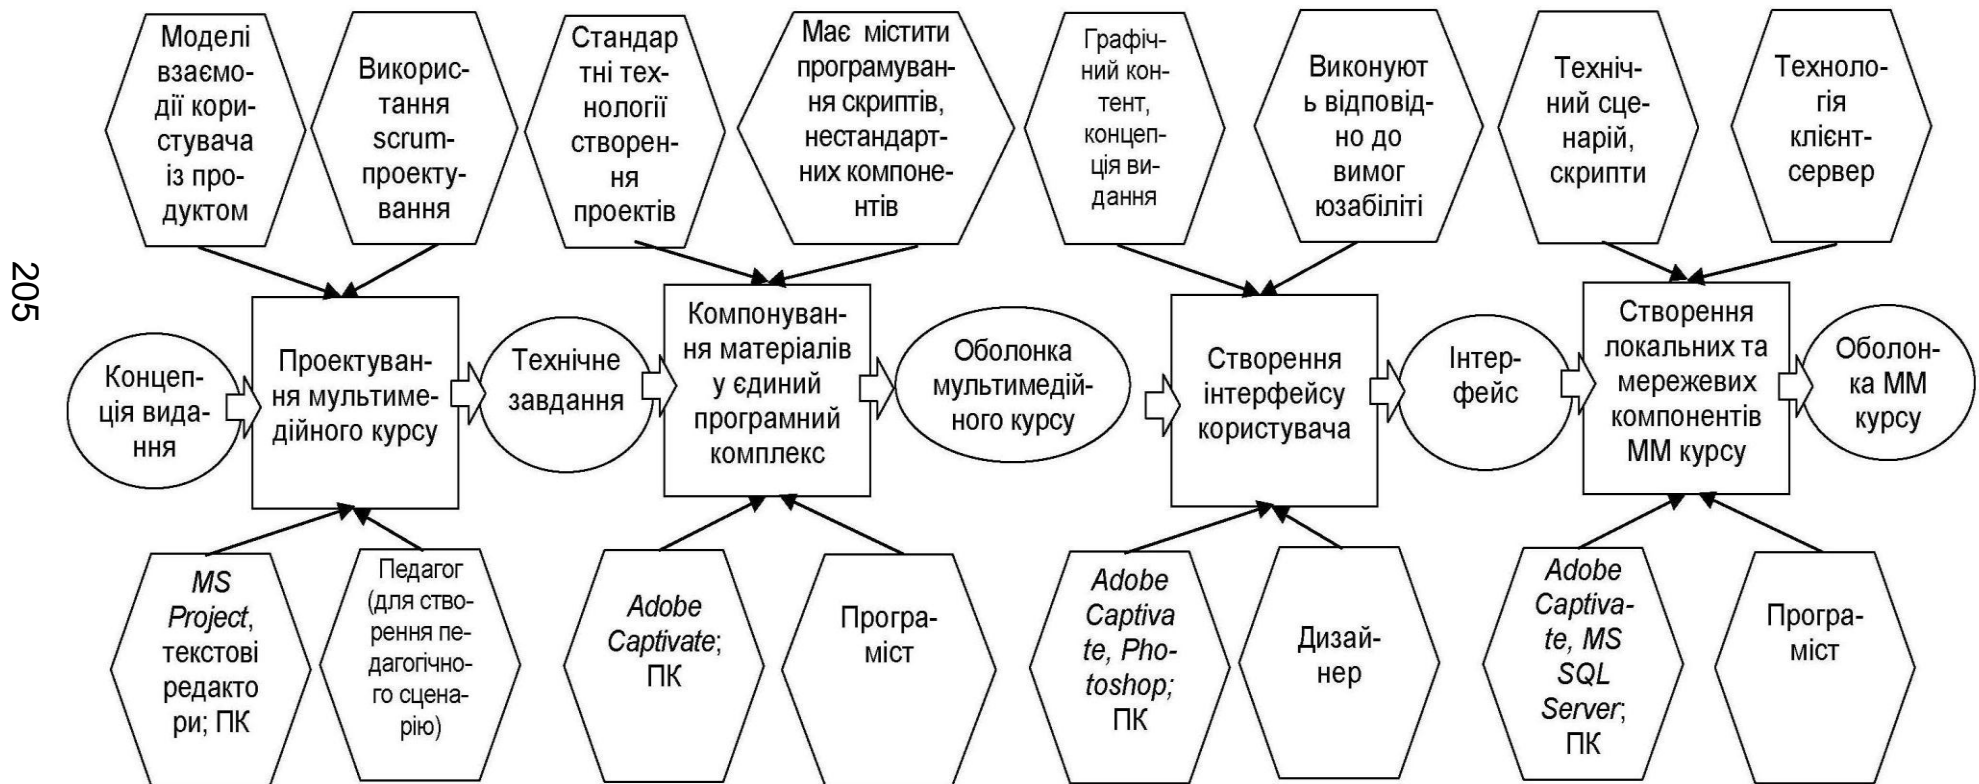 Моделі
взаємо-
дії кори-
стувача
із про-
дуктом
Викорис-
тання
scrum-
проекту-
вання
Стандар
тні тех-
нології
створен-
ня
проектів
Має містити
програмуван-
ня скриптів,
нестандарт-
них компоне-
нтів
Графіч-
ний кон-
тент,
концеп-
ція ви-
дання
Виконуют
ь відповід-
но до
вимог
юзабіліті
Техніч-
ний сце-
нарій,
скрипти
Техноло-
гія
клієнт-
сервер
205
Концеп-
ція вида-
ння
Проектуван-
ня мультиме-
дійного курсу
Технічне
завдання
Компонуван-
ня матеріалів
у єдиний
програмний
комплекс
Оболонка
мультимедій-
ного курсу
Створення
інтерфейсу
користувача
Інтер-
фейс
Створення
локальних та
мережевих
компонентів
ММ курсу
Оболон-
ка ММ
курсу
MS
Project,
текстові
редакто
ри; ПК
Педагог
(для ство-
рення пе-
дагогічно-
го сцена-
рію)
Adobe
Captivate;
ПК
Програ-
міст
Adobe
Captiva
te, Pho-
toshop;
ПК
Дизай-
нер
Adobe
Captiva-
te, MS
SQL
Server;
ПК
Програ-
міст